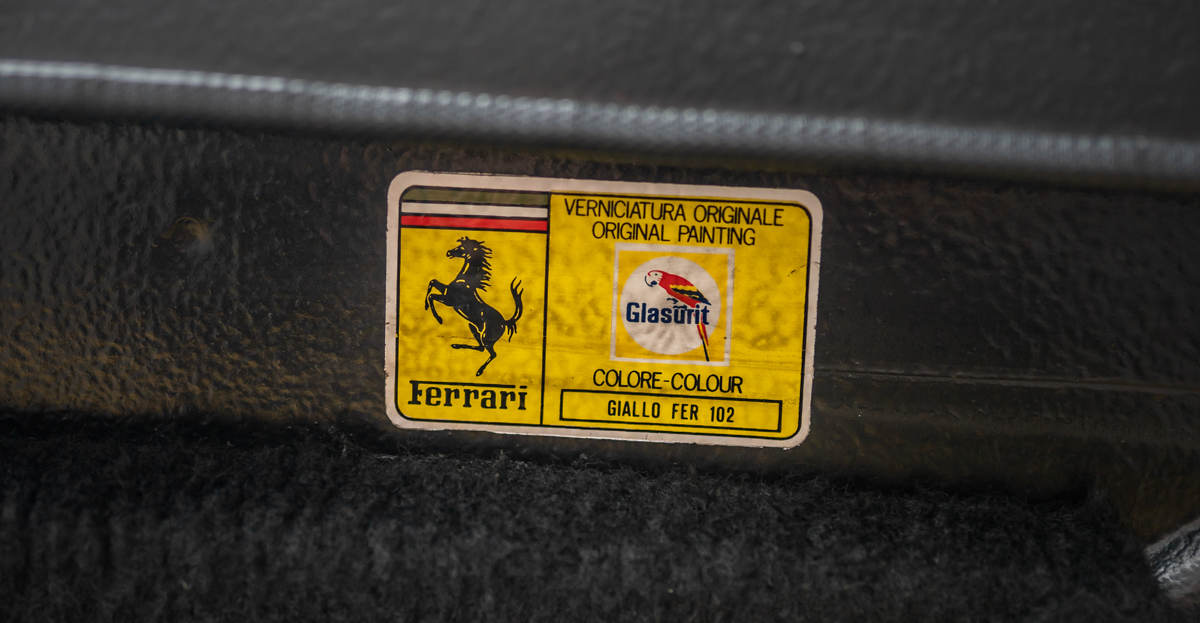 Ferrari
VERNICIATURA ORIGINALE
ORIGINAL PAINTING
Glasurit
COLORE-COLOUR
GIALLO FER 102